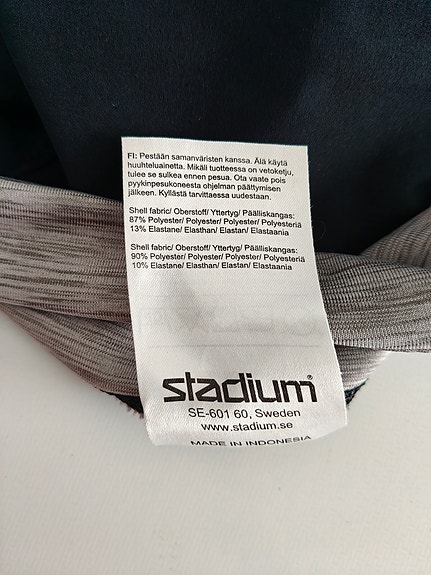 FI: Pestään samanväristen kanssa. Älä käytä
huuhteluainetta. Mikäli tuotteessa on vetoketju,
tulee se sulkea ennen pesua. Ota vaate pois
pyykinpesukoneesta ohjelman päättymisen
jälkeen. Kyllästä tarvittaessa uudestaan.
Shell fabric/ Oberstoff/ Yttertyg/ Päälliskangas:
87% Polyester/ Polyester/ Polyester/ Polyesteriä
13% Elastane/ Elasthan/ Elastan/ Elastaania
Shell fabric/ Oberstoff/ Yttertyg/ Päälliskangas:
90% Polyester/ Polyester/ Polyester/ Polyesteriä
10% Elastane/ Elasthan/ Elastan/ Elastaania
stadium®
SE-601 60, Sweden
www.stadium.se
MADE IN INDONESIA